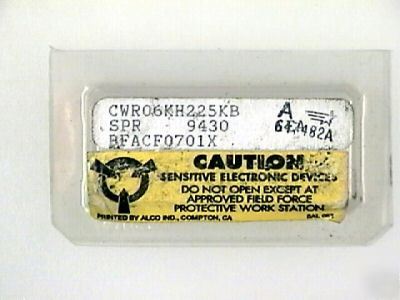 CWR06KH225KB
A
SPR 9430
BFACF0701X
CAUTION
SENSITIVE ELECTRONIC DEVICES
DO NOT OPEN EXCEPT AT
APPROVED FIELD FORCE
PROTECTIVE WORK STATION
PRINTED BY ALCO IND., COMPTON, CA